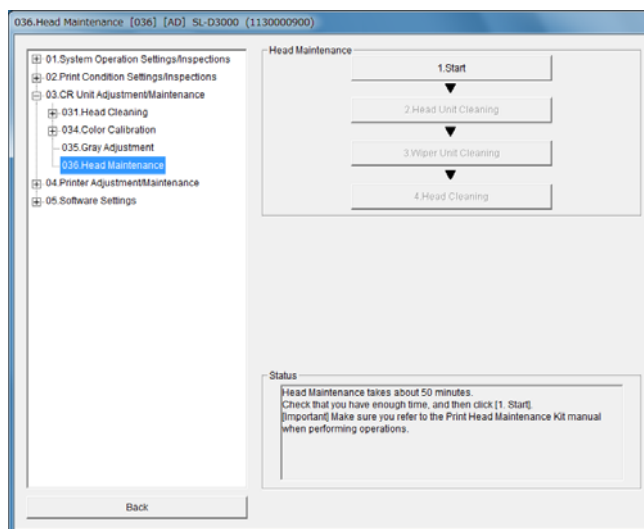 036.Head Maintenance [036] [AD] SL-D3000 (1130000900)
01.System Operation Settings/Inspections
02.Print Condition Settings/Inspections
03.CR Unit Adjustment/Maintenance
031.Head Cleaning
034.Color Calibration
035.Gray Adjustment
036.Head Maintenance
04.Printer Adjustment/Maintenance
05.Software Settings
Back
Head Maintenance
1.Start
2.Head Unit Cleaning
3.Wiper Unit Cleaning
4.Head Cleaning
Status
Head Maintenance takes about 50 minutes.
Check that you have enough time, and then click [1. Start].
[Important] Make sure you refer to the Print Head Maintenance Kit manual
when performing operations.